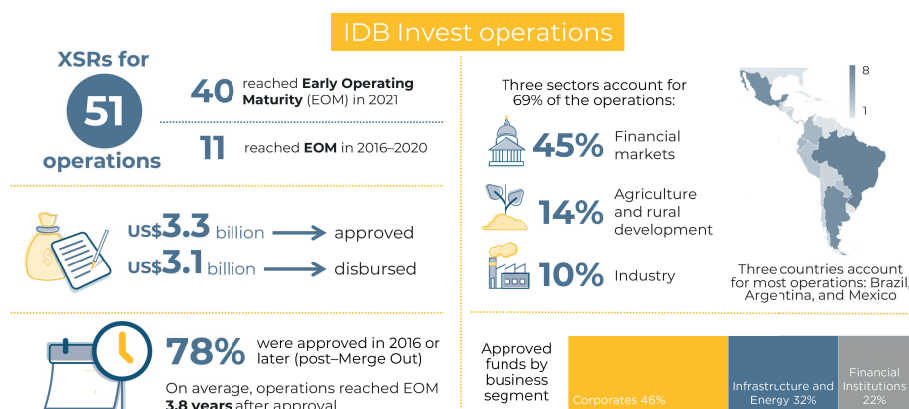 IDB Invest operations
XSRs for
51
operations
40 reached Early Operating
Maturity (EOM) in 2021
11 reached EOM in 2016–2020
US$3.3 billion approved
US$3.1 billion disbursed
78% were approved in 2016 or
later (post–Merge Out)
On average, operations reached EOM
3.8 years after approval
Three sectors account for
69% of the operations:
45% Financial
markets
14% Agriculture
and rural
development
10% Industry
8
1
Three countries account
for most operations: Brazil,
Argentina, and Mexico
Approved
funds by
business
segment
Corporates 46%
Infrastructure and
Energy 32%
Financial
Institutions
22%